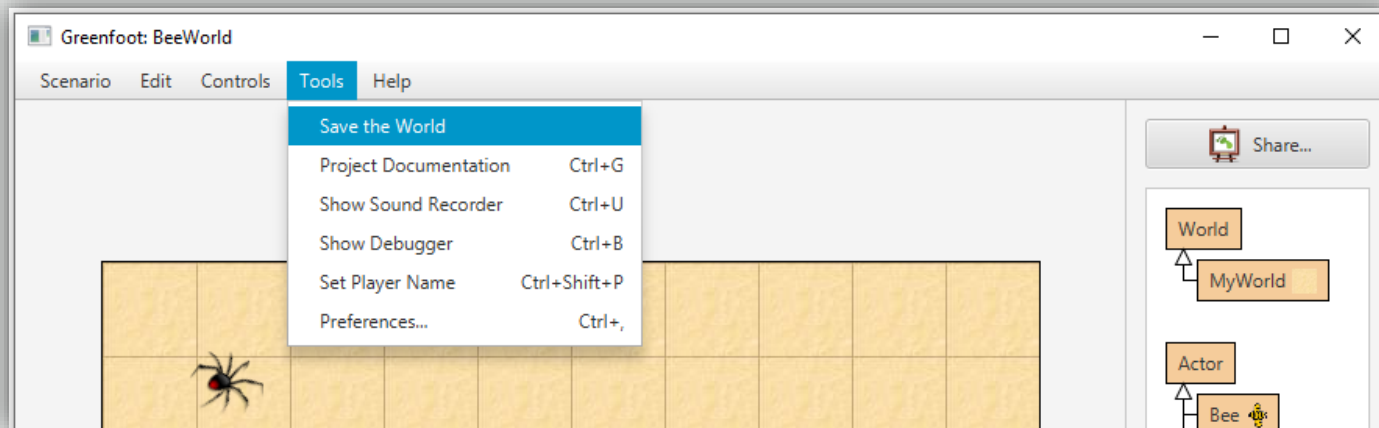 Greenfoot: BeeWorld
Scenario Edit Controls Tools Help
Save the World
Project Documentation Ctrl+G
Show Sound Recorder Ctrl+U
Show Debugger Ctrl+B
Set Player Name Ctrl+Shift+P
Preferences... Ctrl+,
Share...
World
MyWorld
Actor
Bee